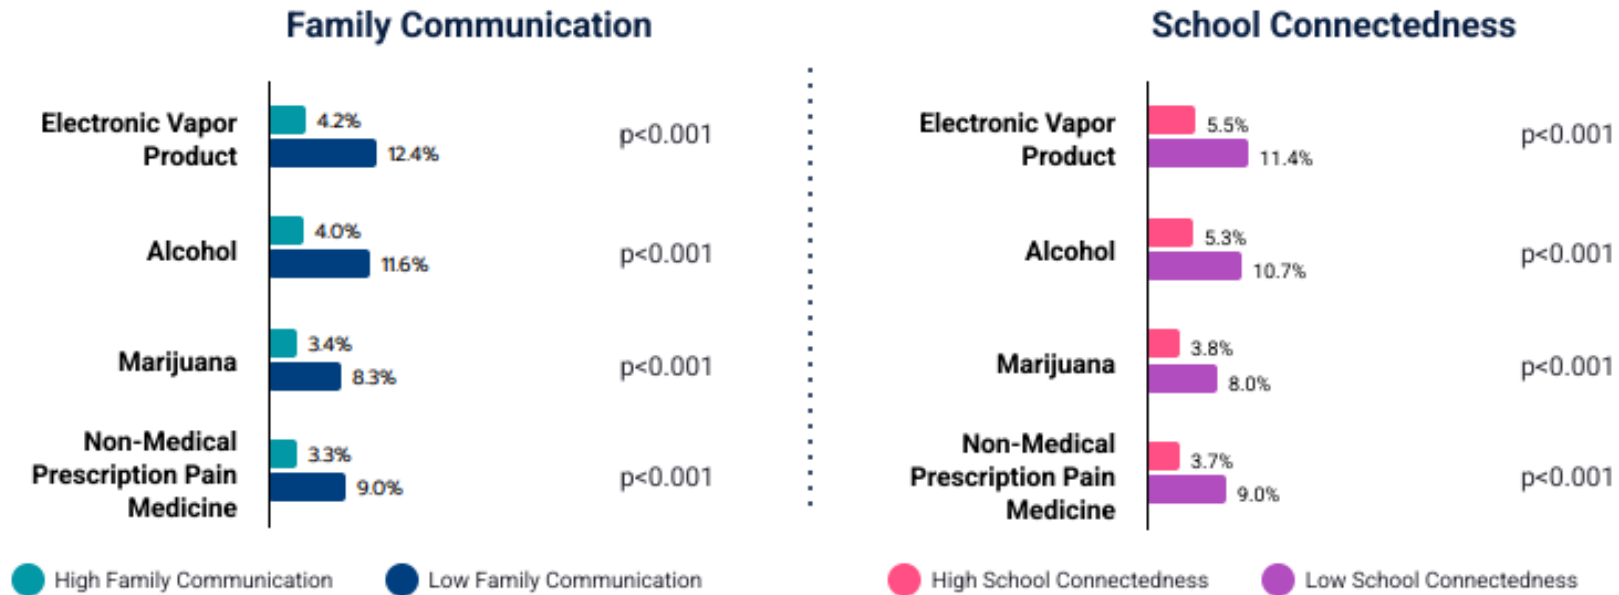 Family Communication
Electronic Vapor
Product
4.2%
12.4%
p<0.001
Alcohol
4.0%
11.6%
p<0.001
Marijuana
3.4%
8.3%
p<0.001
Non-Medical
Prescription Pain
Medicine
3.3%
9.0%
p<0.001
High Family Communication
Low Family Communication
School Connectedness
Electronic Vapor
Product
5.5%
11.4%
p<0.001
Alcohol
5.3%
10.7%
p<0.001
Marijuana
3.8%
8.0%
p<0.001
Non-Medical
Prescription Pain
Medicine
3.7%
9.0%
p<0.001
High School Connectedness
Low School Connectedness